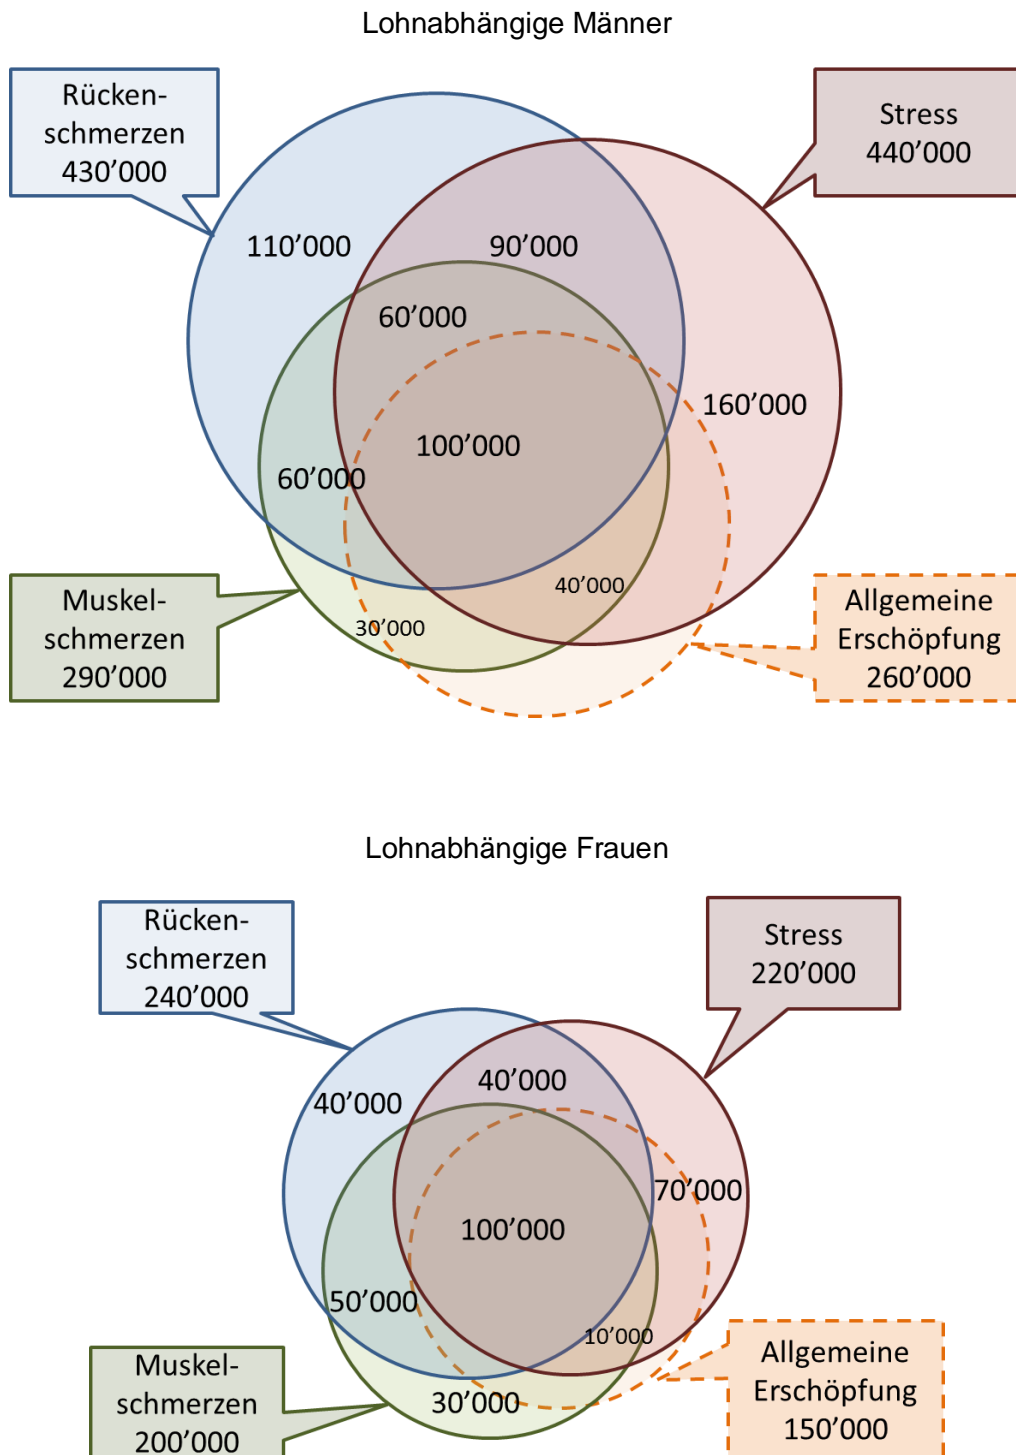 Lohnabhängige Männer
Rücken-
schmerzen
430’000
Stress
440’000
110’000
90’000
60’000
160’000
100’000
60’000
40’000
30’000
Muskel-
schmerzen
290’000
Allgemeine
Erschöpfung
260’000
Lohnabhängige Frauen
Rücken-
schmerzen
240’000
Stress
220’000
40’000
40’000
70’000
100’000
50’000
10’000
30’000
Muskel-
schmerzen
200’000
Allgemeine
Erschöpfung
150’000